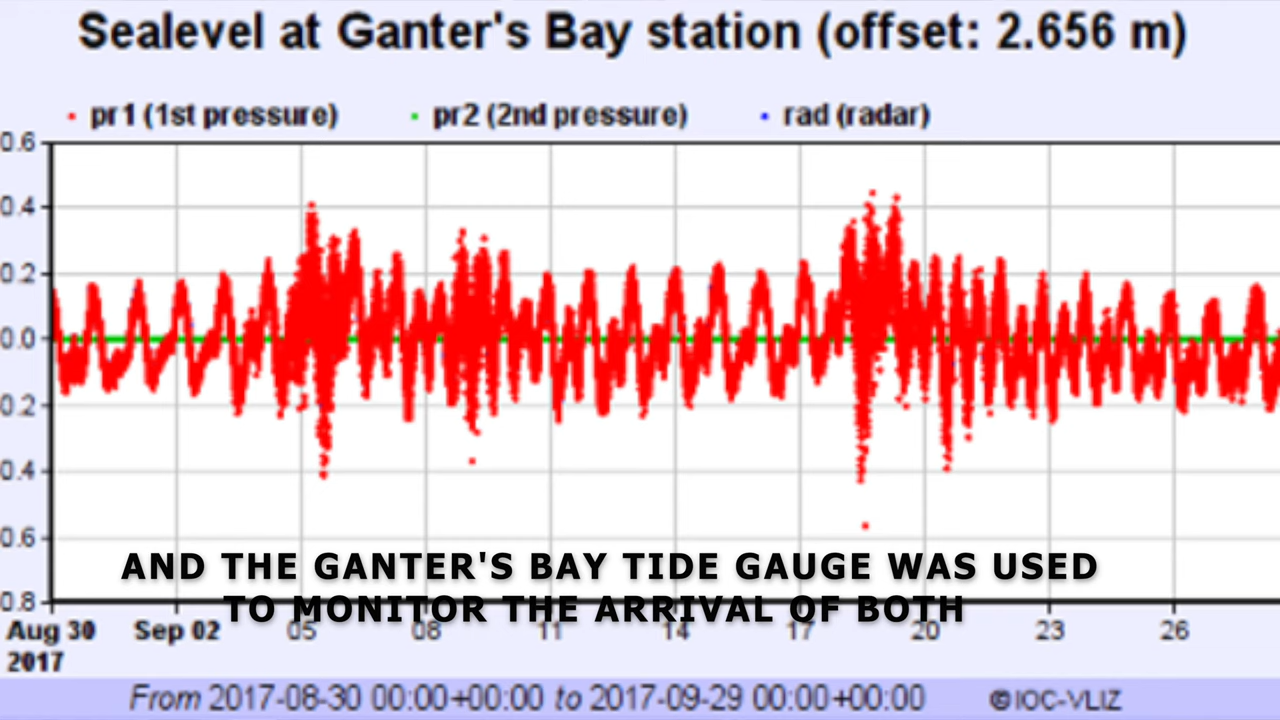 Sealevel at Ganter's Bay station (offset: 2.656 m)
pr1 (1st pressure) pr2 (2nd pressure) rad (radar)
0.6
0.4
0.2
0.0
0.2
0.4
0.6
0.8
AND THE GANTER'S BAY TIDE GAUGE WAS USED
TO MONITOR THE ARRIVAL OF BOTH
Aug 30 Sep 02 05 08 11 14 17 20 23 26
2017
From 2017-08-30 00:00+00:00 to 2017-09-29 00:00+00:00 ©IOC-VLIZ